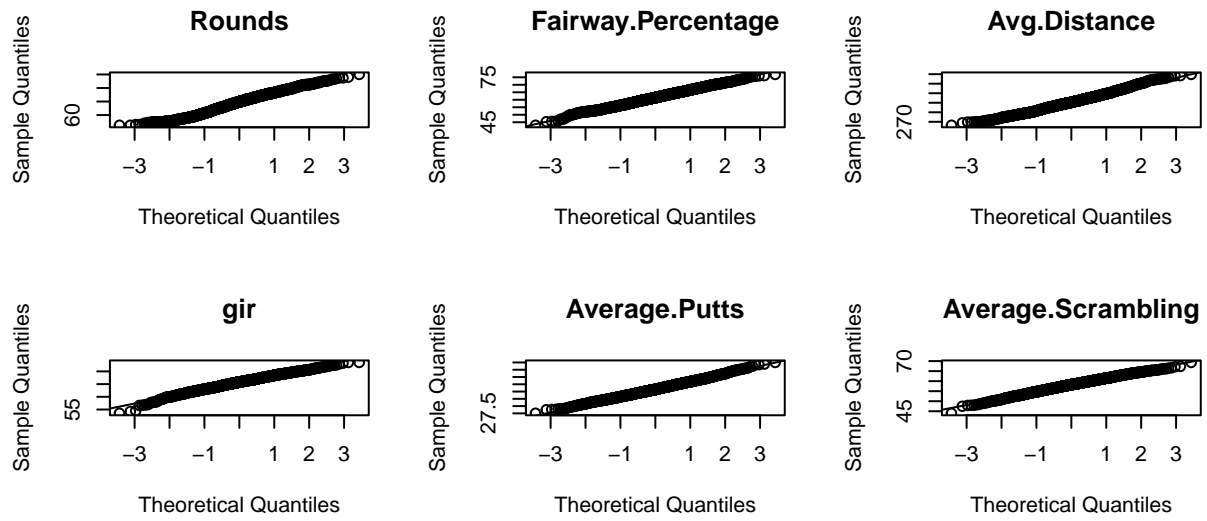 Rounds
Sample Quantiles
60
−3 −1 1 2 3
Theoretical Quantiles
Fairway.Percentage
Sample Quantiles
45 75
−3 −1 1 2 3
Theoretical Quantiles
Avg.Distance
Sample Quantiles
270
−3 −1 1 2 3
Theoretical Quantiles
gir
Sample Quantiles
55
−3 −1 1 2 3
Theoretical Quantiles
Average.Putts
Sample Quantiles
27.5
−3 −1 1 2 3
Theoretical Quantiles
Average.Scrambling
Sample Quantiles
45 70
−3 −1 1 2 3
Theoretical Quantiles